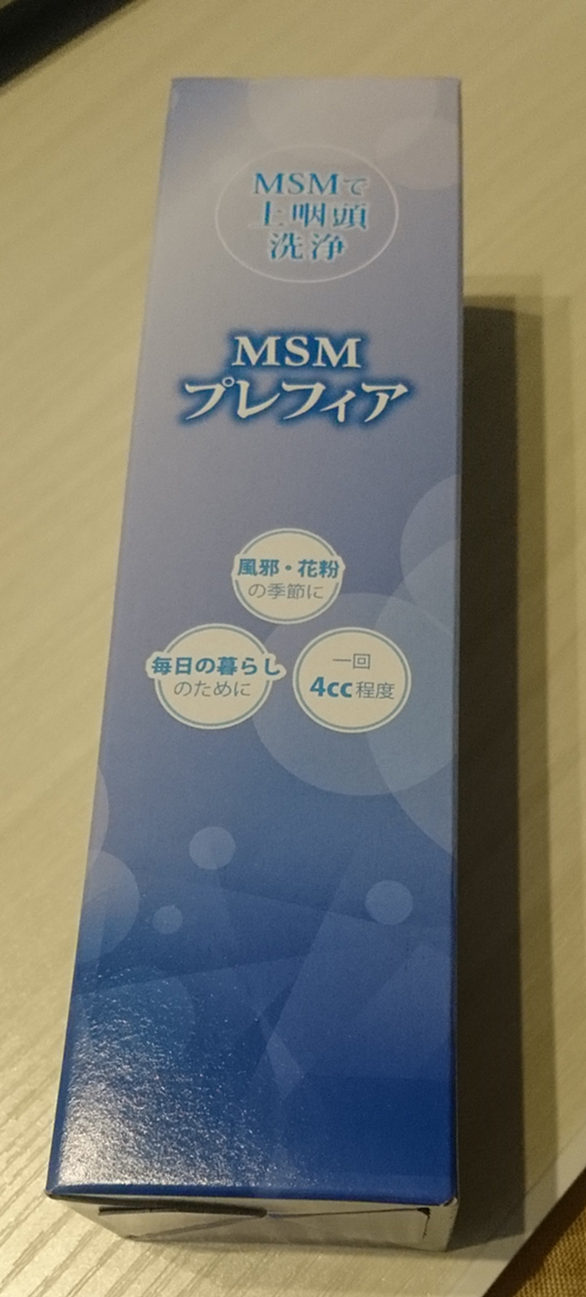 MSMで
上咽頭
洗浄
MSM
プレフィア
風邪・花粉
の季節に
毎日の暮らし
のために
一回
4cc程度